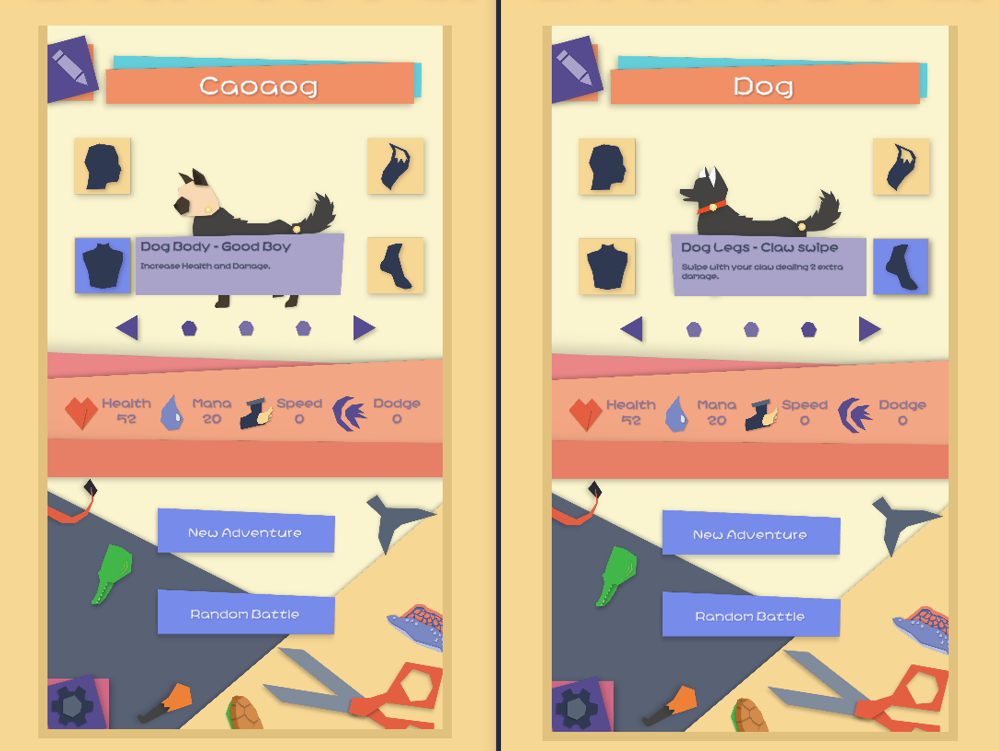 Caoaog
Dog Body - Good Boy
Increase Health and Damage.
Health
52
Mana
20
Speed
0
Dodge
0
New Adventure
Random Battle
Dog
Dog Legs - Claw swipe
Swipe with your claw dealing 2 extra
damage.
Health
52
Mana
20
Speed
0
Dodge
0
New Adventure
Random Battle